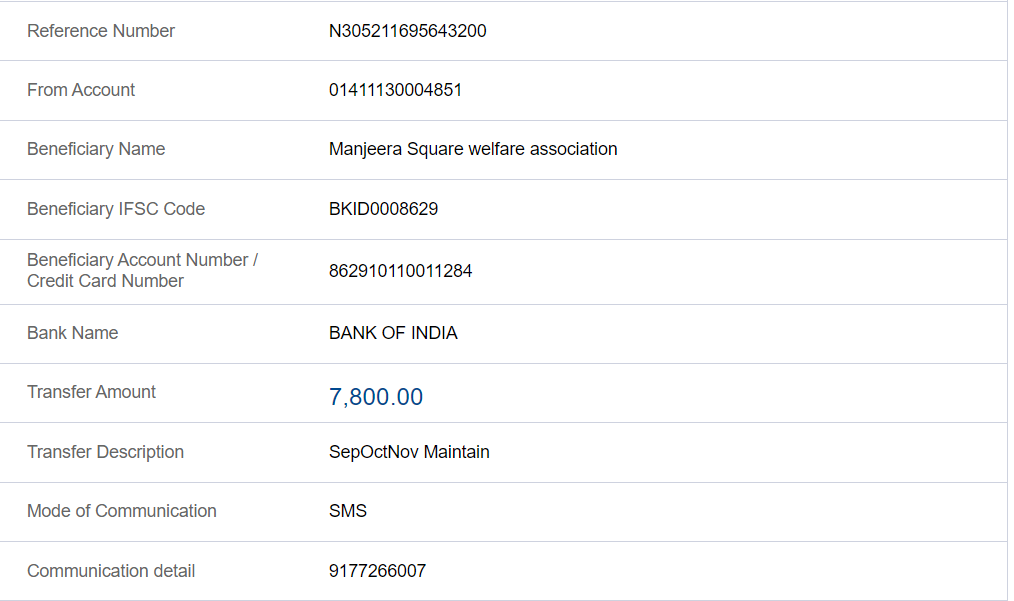 Reference Number N305211695643200
From Account 01411130004851
Beneficiary Name Manjeera Square welfare association
Beneficiary IFSC Code BKID0008629
Beneficiary Account Number /
Credit Card Number 862910110011284
Bank Name BANK OF INDIA
Transfer Amount 7,800.00
Transfer Description SepOctNov Maintain
Mode of Communication SMS
Communication detail 9177266007